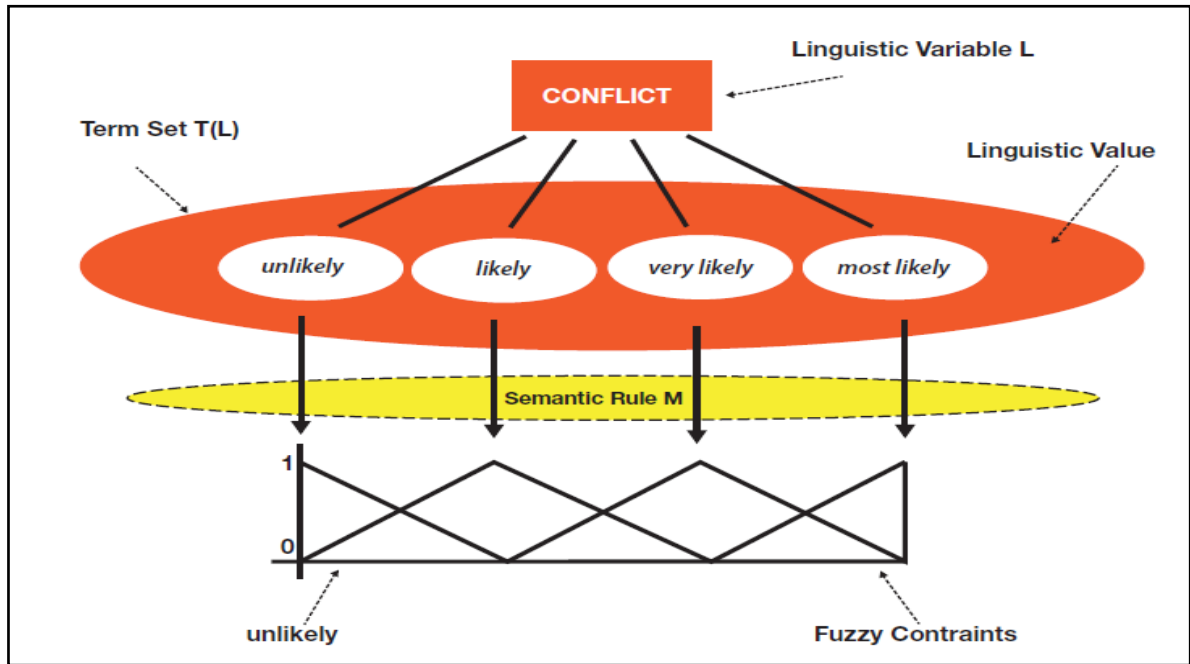 Linguistic Variable L
CONFLICT
Term Set T(L)
Linguistic Value
unlikely
likely
very likely
most likely
Semantic Rule M
1
0
unlikely
Fuzzy Contraints